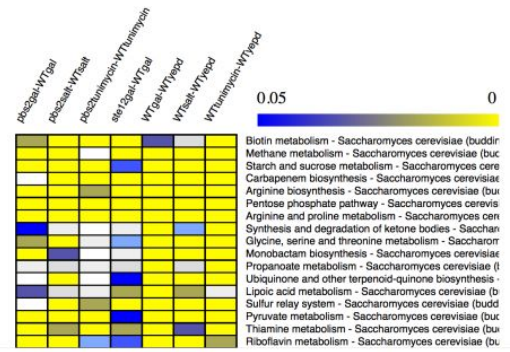 pbs2gal-WTgal
pbs2salt-WTsalt
pbs2tunimycin-WTtunimycin
ste12gal-WTgal
WTgal-WTyepd
WTsalt-WTyepd
WTtunimycin-WTyepd
0.05 0
Biotin metabolism - Saccharomyces cerevisiae (buddin
Methane metabolism - Saccharomyces cerevisiae (buc
Starch and sucrose metabolism - Saccharomyces cere
Carbapenem biosynthesis - Saccharomyces cerevisiae
Arginine biosynthesis - Saccharomyces cerevisiae (bu
Pentose phosphate pathway - Saccharomyces cerevis
Arginine and proline metabolism - Saccharomyces cere
Synthesis and degradation of ketone bodies - Sacchar
Glycine, serine and threonine metabolism - Saccharom
Monobactam biosynthesis - Saccharomyces cerevisiae
Propanoate metabolism - Saccharomyces cerevisiae (b
Ubiquinone and other terpenoid-quinone biosynthesis -
Lipoic acid metabolism - Saccharomyces cerevisiae (b
Sulfur relay system - Saccharomyces cerevisiae (budd
Pyruvate metabolism - Saccharomyces cerevisiae (buc
Thiamine metabolism - Saccharomyces cerevisiae (bu
Riboflavin metabolism - Saccharomyces cerevisiae (bu